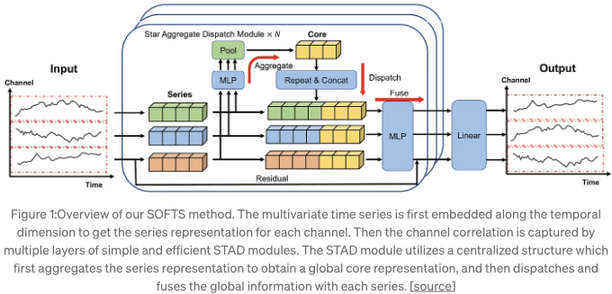 Star Aggregate Dispatch Module × N
Core
Pool
Input
Output
Aggregate
Channel
Channel
Series
MLP
Repeat & Concat
Dispatch
Fuse
MLP
Linear
Residual
Time
Time
Figure 1:Overview of our SOFTS method. The multivariate time series is first embedded along the temporal
dimension to get the series representation for each channel. Then the channel correlation is captured by
multiple layers of simple and efficient STAD modules. The STAD module utilizes a centralized structure which
first aggregates the series representation to obtain a global core representation, and then dispatches and
fuses the global information with each series. [source]